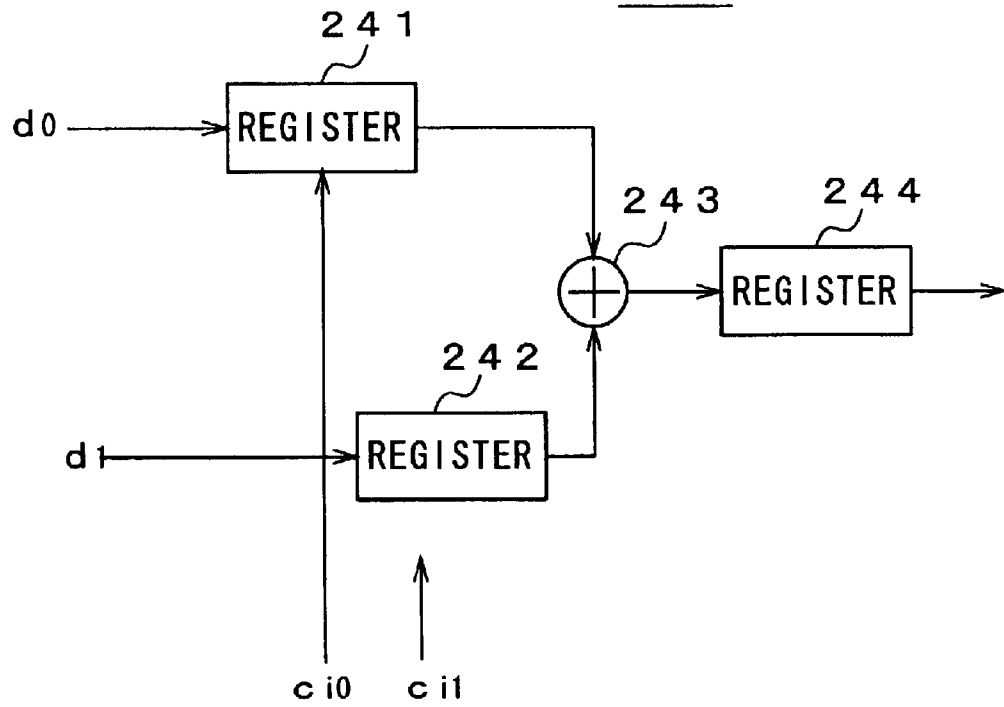 241
d0
REGISTER
243
244
REGISTER
242
d1
REGISTER
ci0
ci1